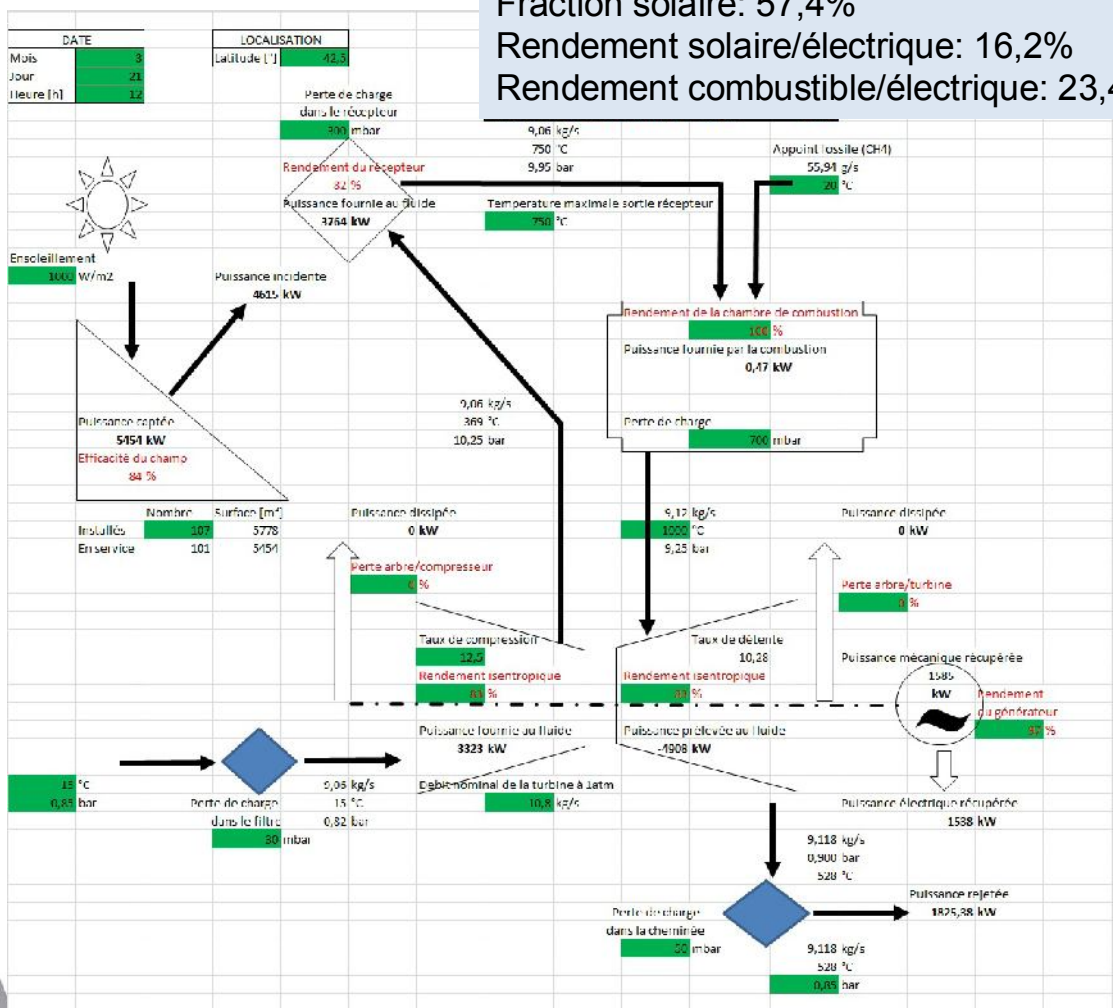 Fraction solaire: 57,4%
Rendement solaire/électrique: 16,2%
Rendement combustible/électrique: 23,4
DATE
Mois 3
Jour 21
Heure [h] 12
LOCALISATION
Latitude [°] 42,5
Perte de charge
dans le récepteur
300 mbar
9,06 kg/s
750 °C
9,95 bar
Appoint fossile (CH4)
55,94 g/s
20 °C
Rendement du récepteur
82 %
Puissance fournie au fluide
3764 kW
Temperature maximale sortie récepteur
750 °C
Ensoleillement
1000 W/m2
Puissance incidente
4615 kW
Rendement de la chambre de combustion
100 %
Puissance fournie par la combustion
0,47 kW
Perte de charge
700 mbar
9,06 kg/s
369 °C
10,25 bar
Puissance captée
5454 kW
Efficacité du champ
84 %
Nombre Surface [m²]
Installés 107 5778
En service 101 5454
Puissance dissipée
0 kW
9,12 kg/s
1000 °C
9,25 bar
Puissance dissipée
0 kW
Perte arbre/compresseur
0 %
Perte arbre/turbine
0 %
Taux de compression
12,5
Rendement isentropique
83 %
Taux de détente
10,28
Rendement isentropique
%
Puissance mécanique récupérée
1585
kW
Rendement
du générateur
97 %
Puissance fournie au fluide
3323 kW
Puissance prélevée au fluide
4908 kW
Debit nominal de la turbine à 1atm
10,8 kg/s
15 °C
0,85 bar
Perte de charge
dans le filtre
30 mbar
9,06 kg/s
15 °C
0,82 bar
Puissance électrique récupérée
1538 kW
9,118 kg/s
0,900 bar
528 °C
Puissance rejetée
1825,38 kW
Perte de charge
dans la cheminée
50 mbar
9,118 kg/s
528 °C
0,85 bar